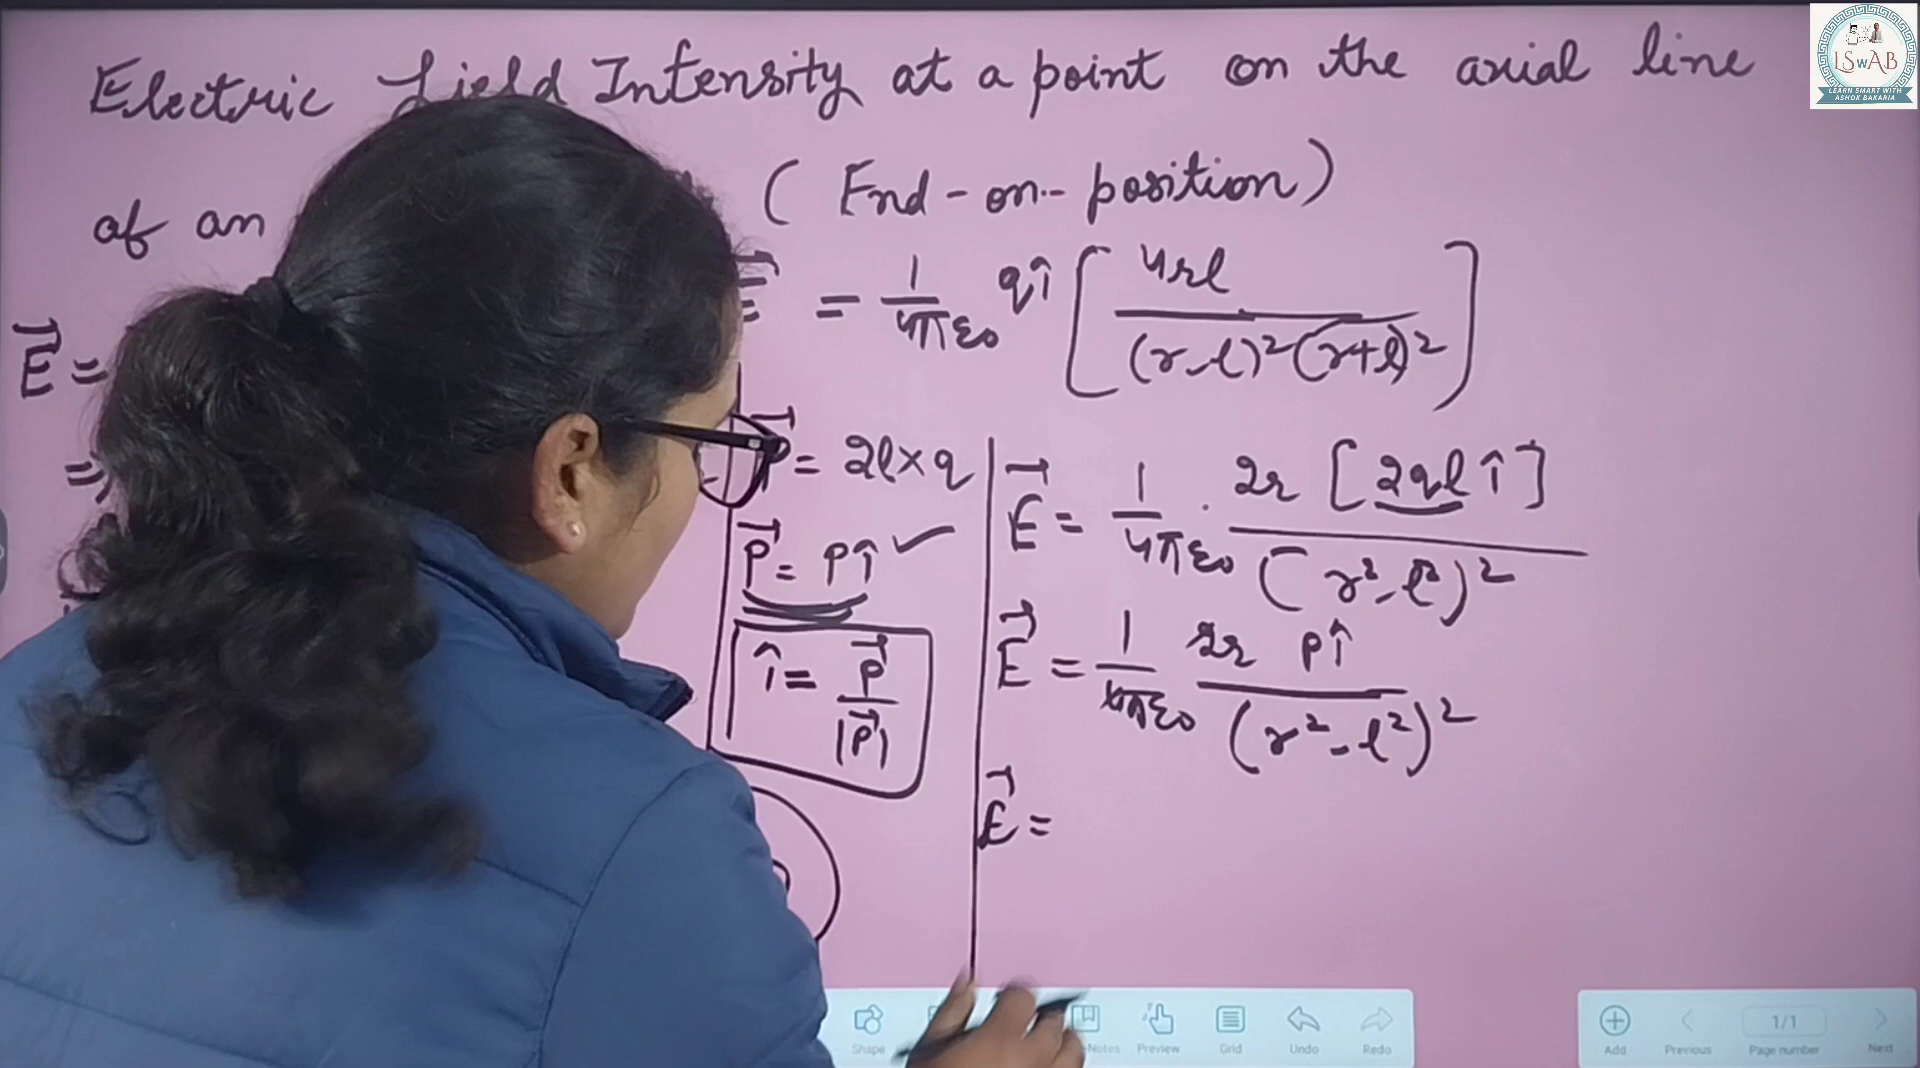 Electric Field Intensity at a point on the axial line
of an (End-on-position)
E⃗ = 1/4πε₀ qî [4rl/(r-l)²(r+l)²]
E⃗ =
⇒
P⃗ = 2l×q
P⃗ = Pî ✓
î = P⃗/|P⃗|
E⃗ = 1/4πε₀ · 2r [2ql î]/(r²-l²)²
E⃗ = 1/4πε₀ 2r Pî/(r²-l²)²
E⃗ =
LSwAB
LEARN SMART WITH
ASHOK BAKARIA
Shape Notes Preview Grid Undo Redo
Add Previous 1/1 Page number Next